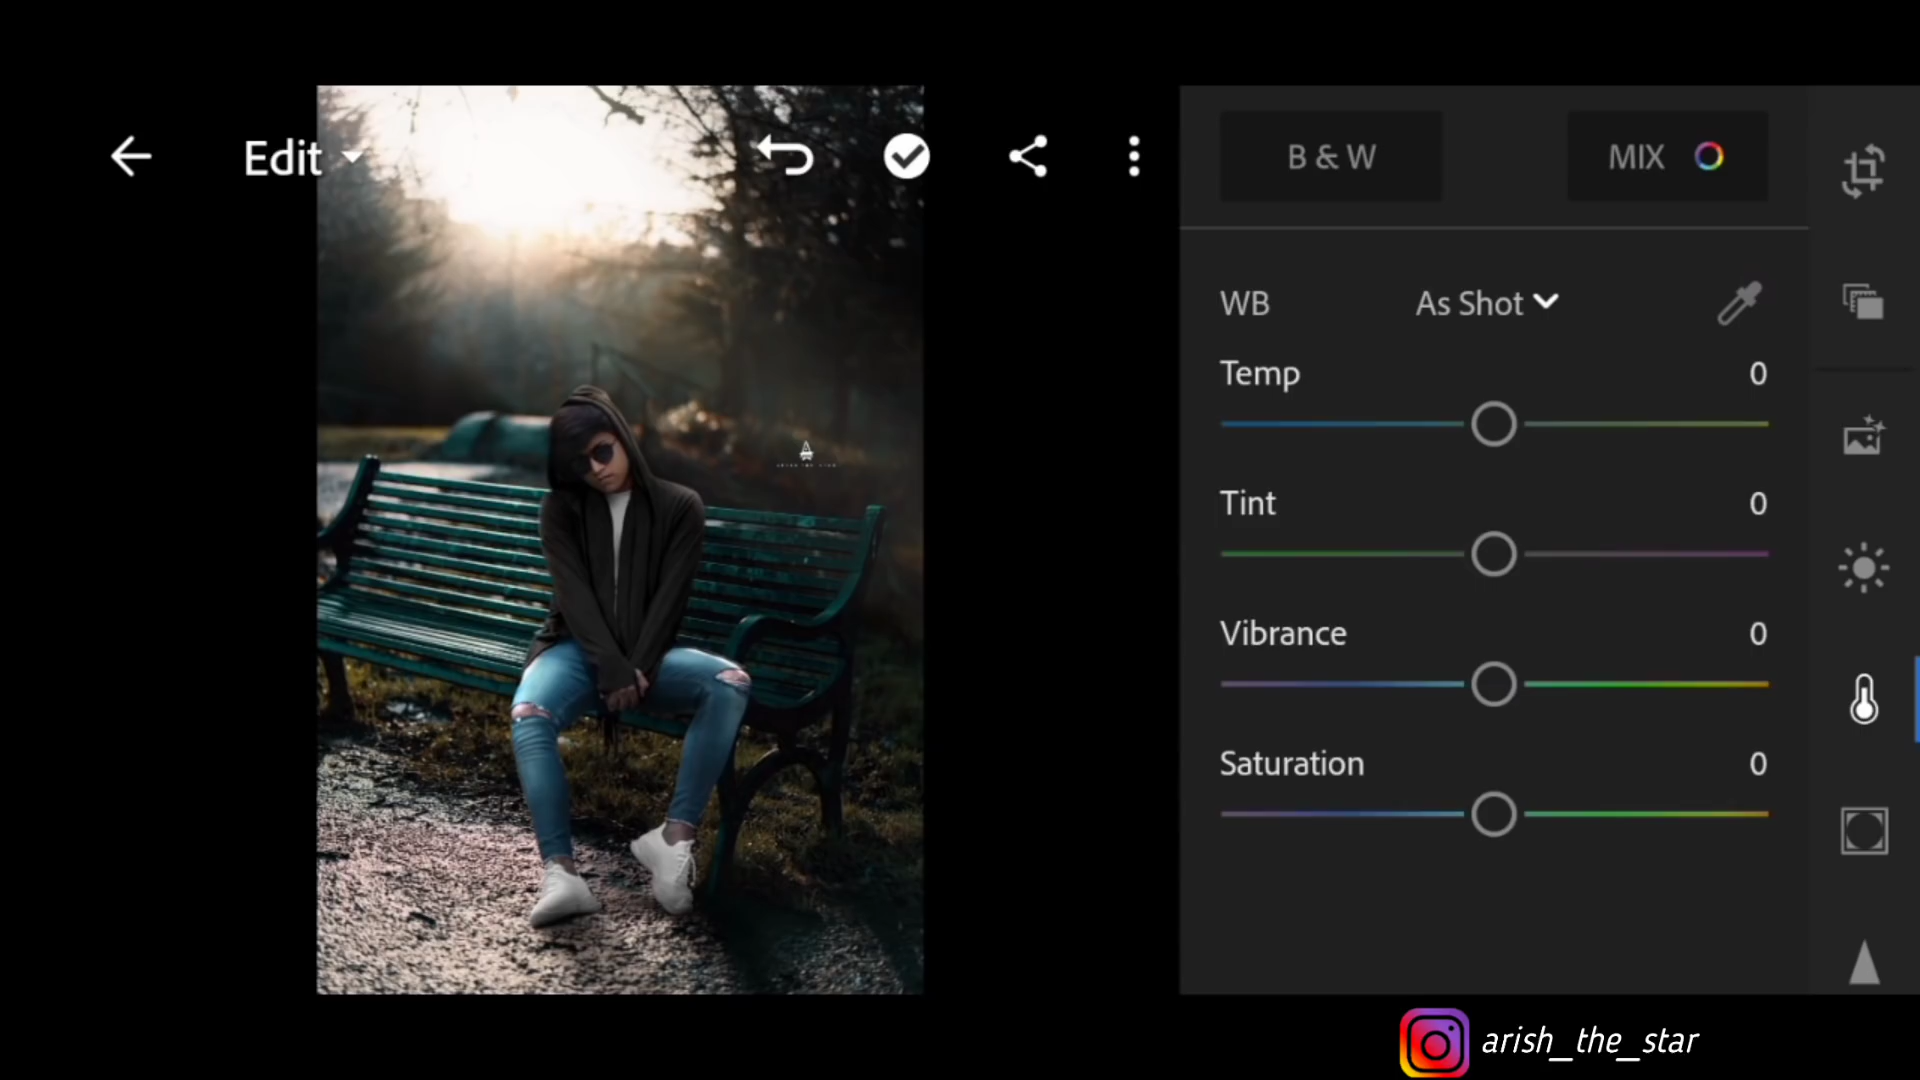 Edit
B & W
MIX
WB
As Shot
Temp
0
Tint
0
Vibrance
0
Saturation
0
arish_the_star